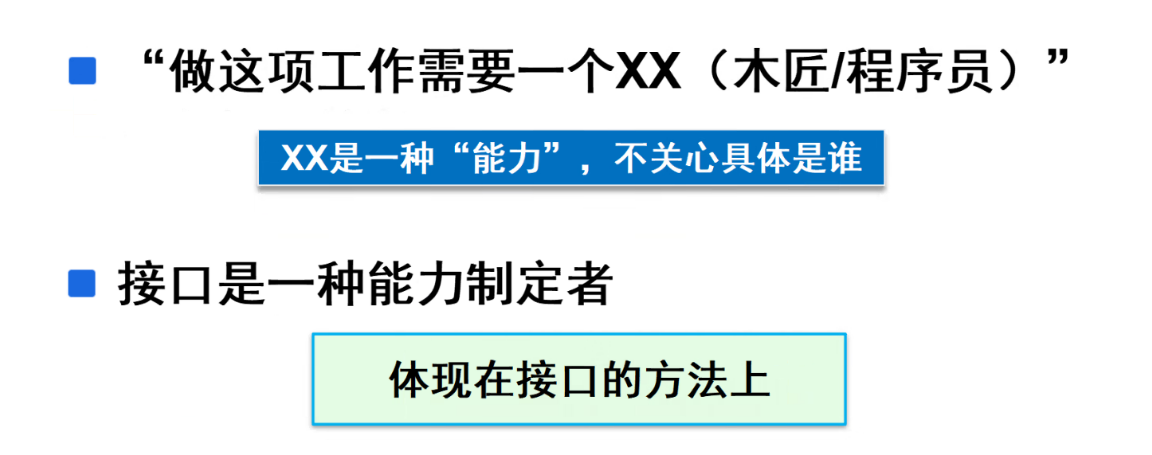 “做这项工作需要一个XX（木匠/程序员）”
XX是一种“能力”，不关心具体是谁
接口是一种能力制定者
体现在接口的方法上